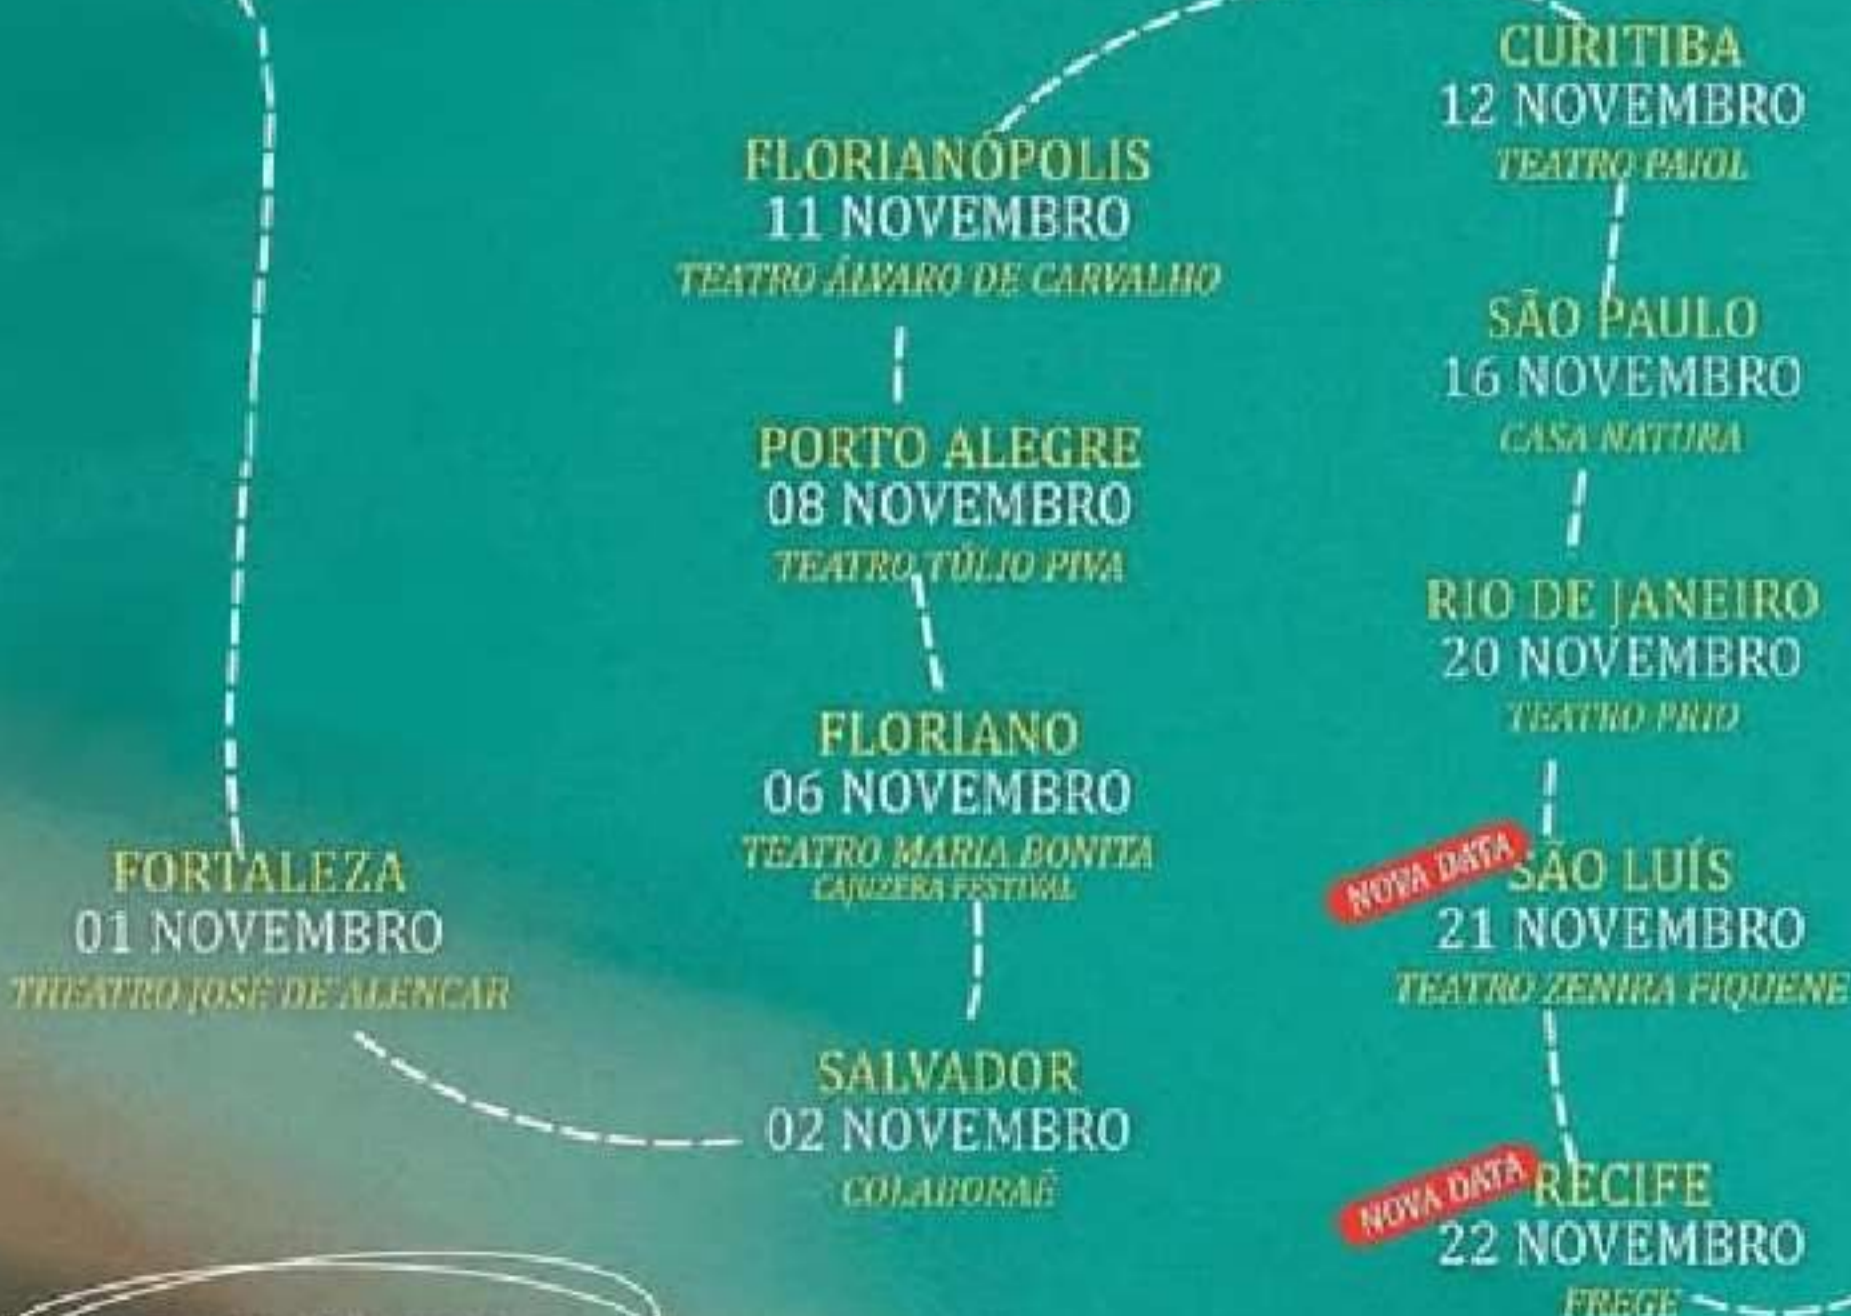 FORTALEZA
01 NOVEMBRO
THEATRO JOSÉ DE ALENCAR
SALVADOR
02 NOVEMBRO
COLABORAÊ
FLORIANO
06 NOVEMBRO
TEATRO MARIA BONITA
CAJUZERA FESTIVAL
PORTO ALEGRE
08 NOVEMBRO
TEATRO TÚLIO PIVA
FLORIANÓPOLIS
11 NOVEMBRO
TEATRO ÁLVARO DE CARVALHO
CURITIBA
12 NOVEMBRO
TEATRO PAIOL
SÃO PAULO
16 NOVEMBRO
CASA NATURA
RIO DE JANEIRO
20 NOVEMBRO
TEATRO PRIO
NOVA DATA
SÃO LUÍS
21 NOVEMBRO
TEATRO ZENIRA FIQUENE
NOVA DATA
RECIFE
22 NOVEMBRO
FREGE